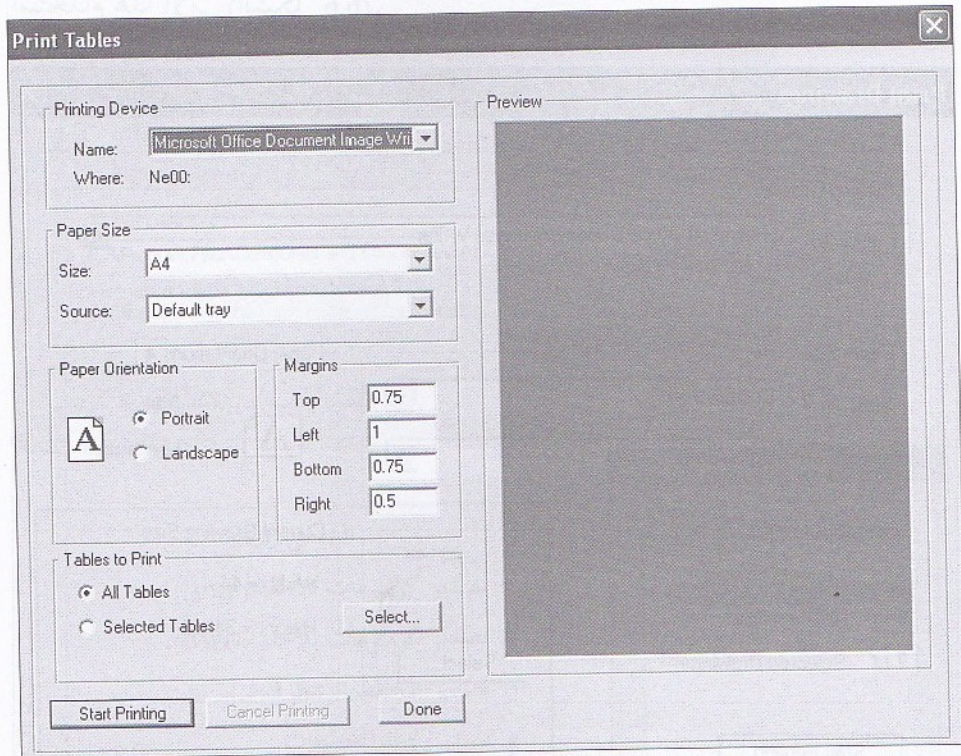 Print Tables
Printing Device
Name: Microsoft Office Document Image Wri
Where: Ne00:
Paper Size
Size: A4
Source: Default tray
Paper Orientation
A
Portrait
Landscape
Margins
Top 0.75
Left 1
Bottom 0.75
Right 0.5
Tables to Print
All Tables
Selected Tables
Select...
Start Printing
Cancel Printing
Done
Preview